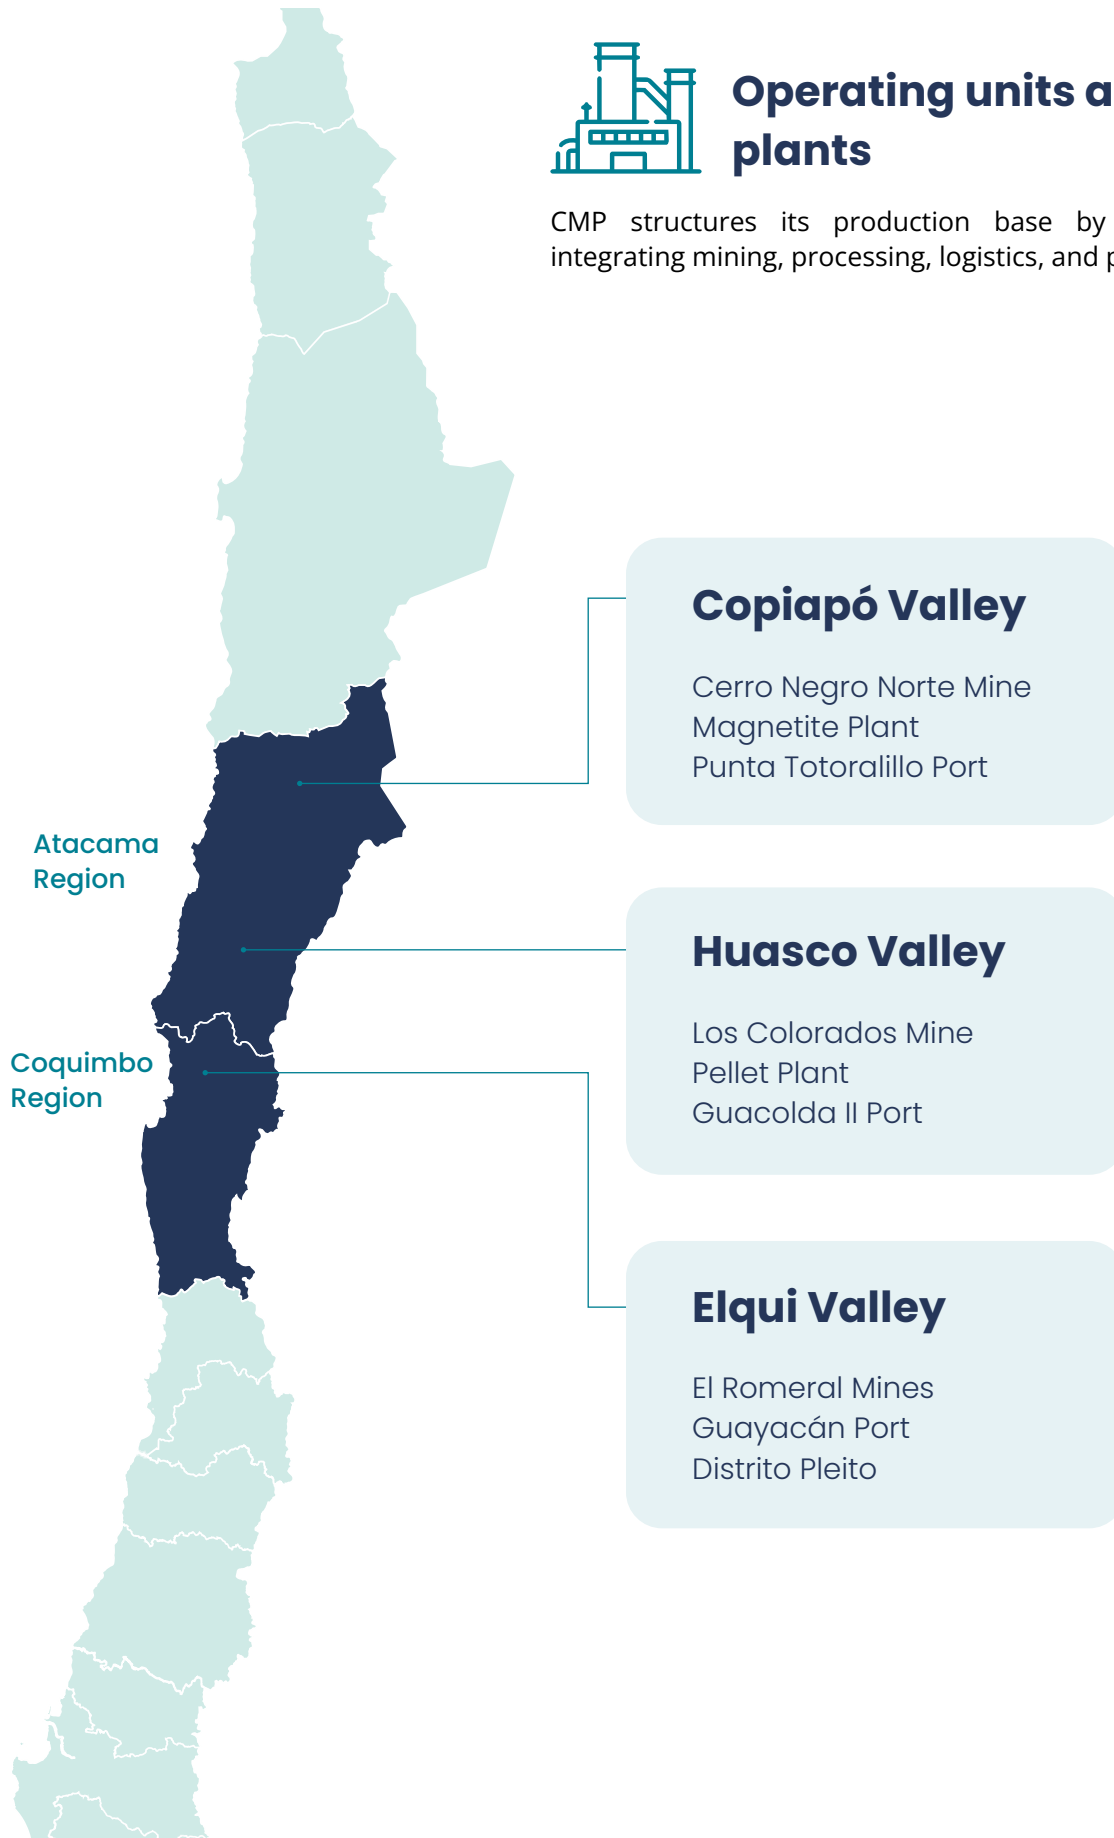 Operating units a
plants
CMP structures its production base by
integrating mining, processing, logistics, and p
Copiapó Valley
Cerro Negro Norte Mine
Magnetite Plant
Punta Totoralillo Port
Atacama
Region
Huasco Valley
Los Colorados Mine
Pellet Plant
Guacolda II Port
Coquimbo
Region
Elqui Valley
El Romeral Mines
Guayacán Port
Distrito Pleito